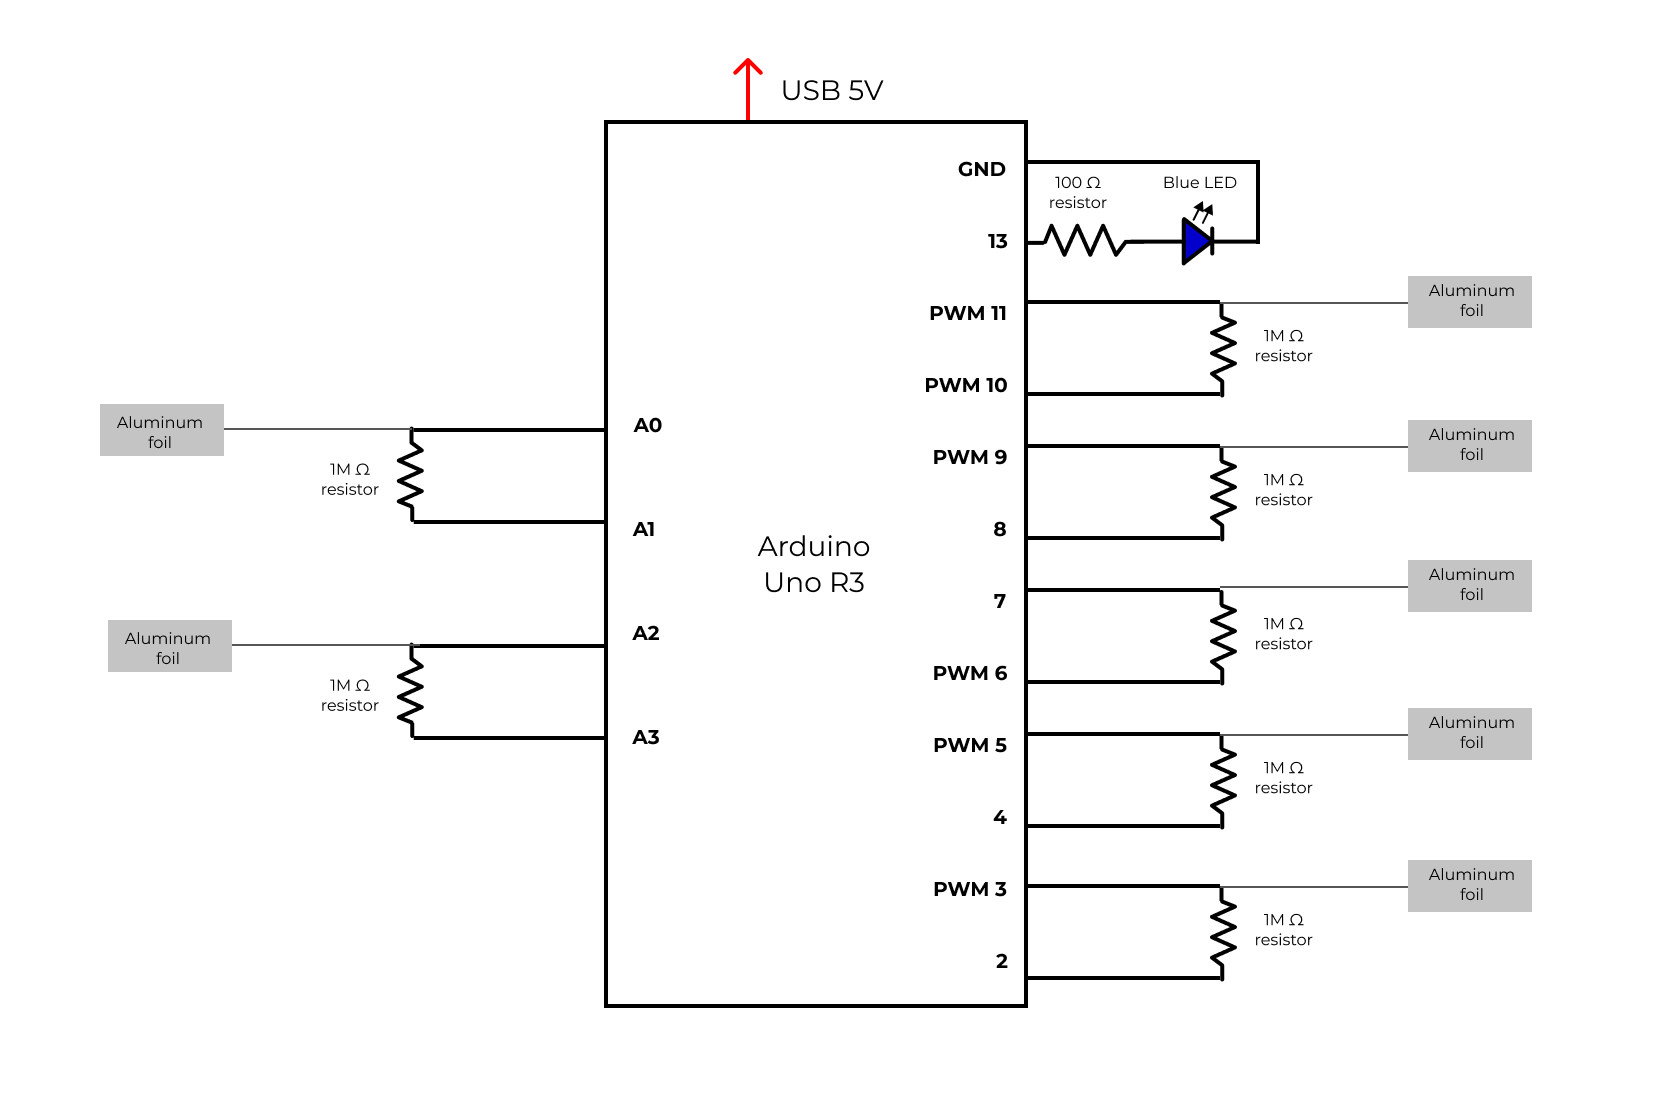 USB 5V
GND
100 Ω
resistor
Blue LED
13
Aluminum
foil
PWM 11
1M Ω
resistor
PWM 10
Aluminum
foil
A0
1M Ω
resistor
A1
Aluminum
foil
PWM 9
1M Ω
resistor
8
Arduino
Uno R3
Aluminum
foil
7
1M Ω
resistor
PWM 6
Aluminum
foil
A2
1M Ω
resistor
A3
Aluminum
foil
PWM 5
1M Ω
resistor
4
Aluminum
foil
PWM 3
1M Ω
resistor
2